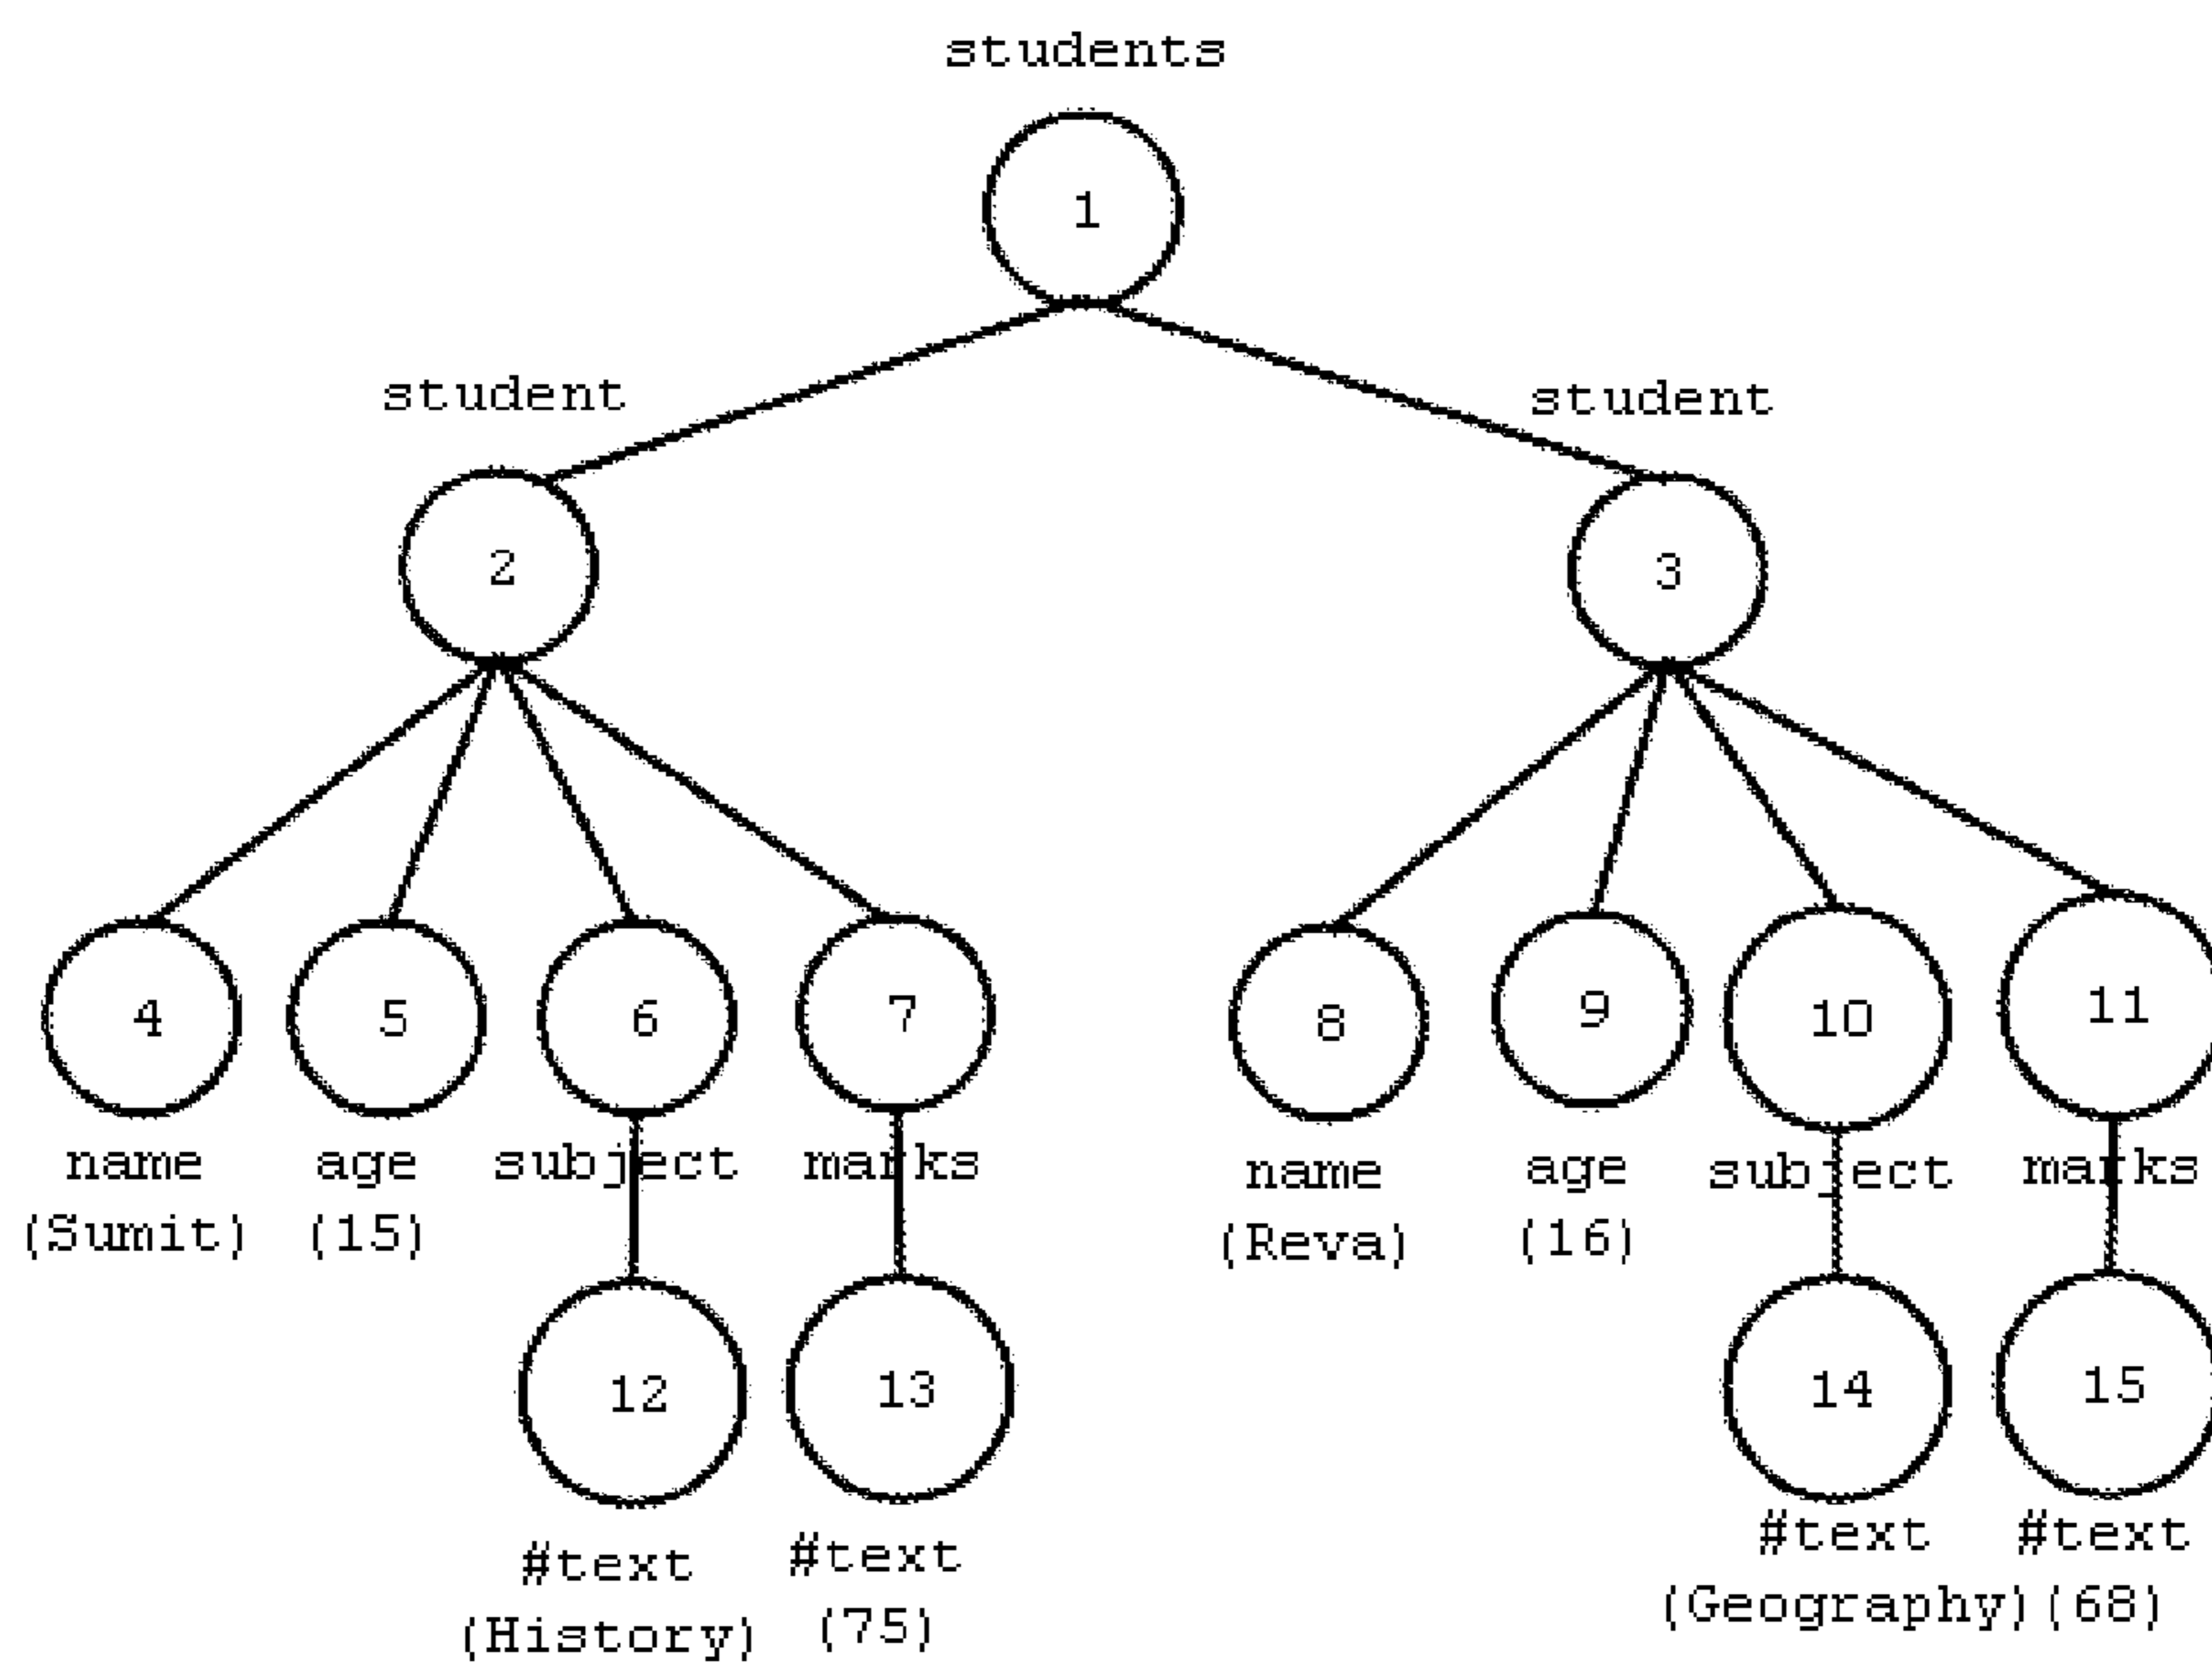 students
1
student student
2 3
4 5 6 7 8 9 10 11
name age subject marks name age subject marks
(Sumit) (15) (Reva) (16)
12 13 14 15
#text #text #text #text
(History) (75) (Geography) (68)